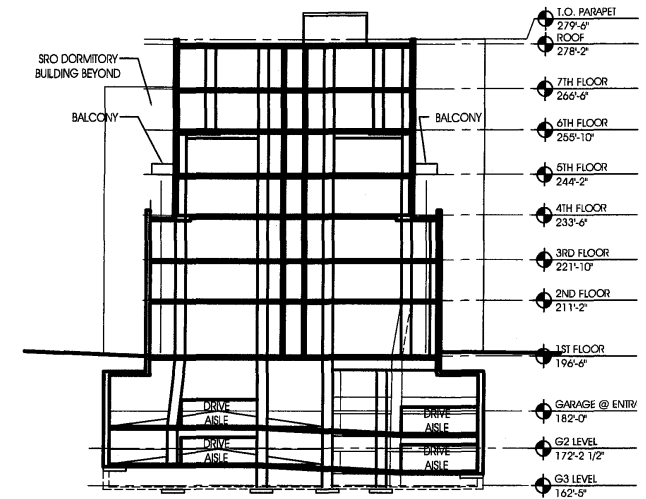 T.O. PARAPET
279'-6"
ROOF
278'-2"
SRO DORMITORY
BUILDING BEYOND
7TH FLOOR
266'-6"
BALCONY
BALCONY
6TH FLOOR
255'-10"
5TH FLOOR
244'-2"
4TH FLOOR
233'-6"
3RD FLOOR
221'-10"
2ND FLOOR
211'-2"
1ST FLOOR
196'-6"
DRIVE
AISLE
DRIVE
AISLE
GARAGE @ ENTR
182'-0"
DRIVE
AISLE
DRIVE
AISLE
G2 LEVEL
172'-2 1/2"
G3 LEVEL
162'-5"